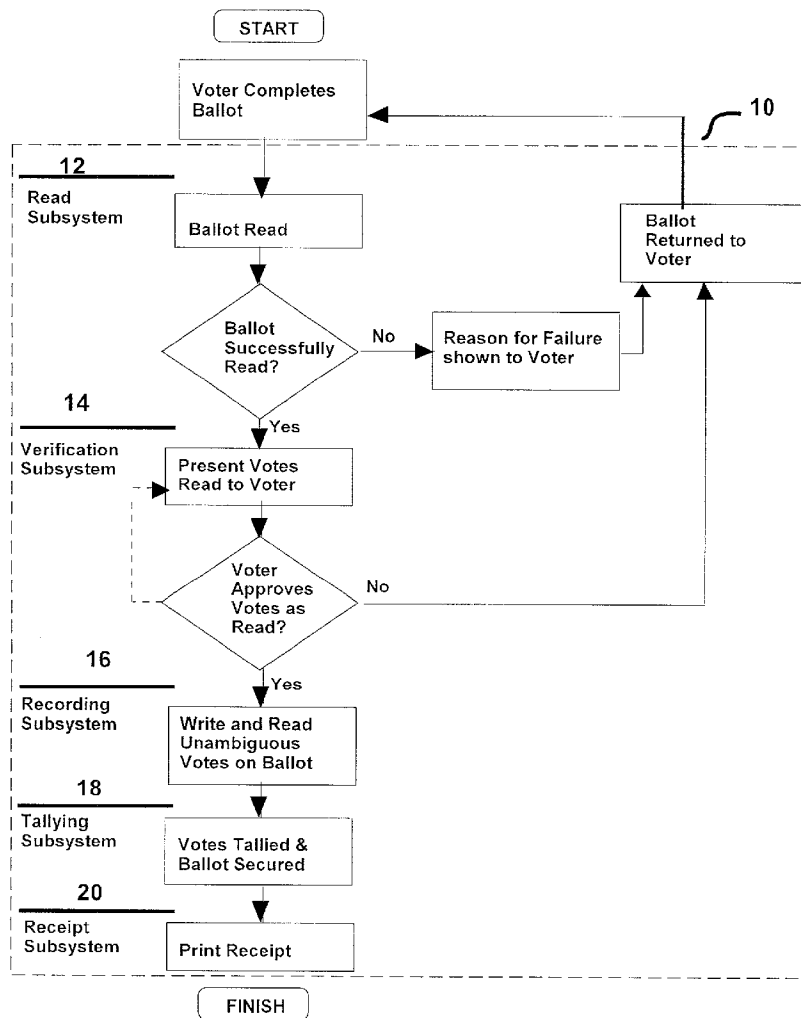 START
Voter Completes
Ballot
10
12
Read
Subsystem
Ballot Read
Ballot
Returned to
Voter
Ballot
Successfully
Read?
No
Reason for Failure
shown to Voter
14
Yes
Verification
Subsystem
Present Votes
Read to Voter
Voter
Approves
Votes as
Read?
No
16
Yes
Recording
Subsystem
Write and Read
Unambiguous
Votes on Ballot
18
Tallying
Subsystem
Votes Tallied &
Ballot Secured
20
Receipt
Subsystem
Print Receipt
FINISH